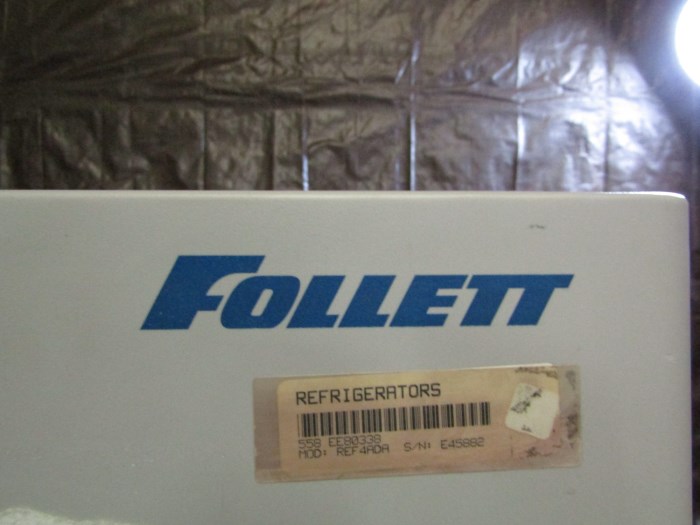 FOLLETT
REFRIGERATORS
558 EE80338
MOD: REF4ADA S/N: E45882